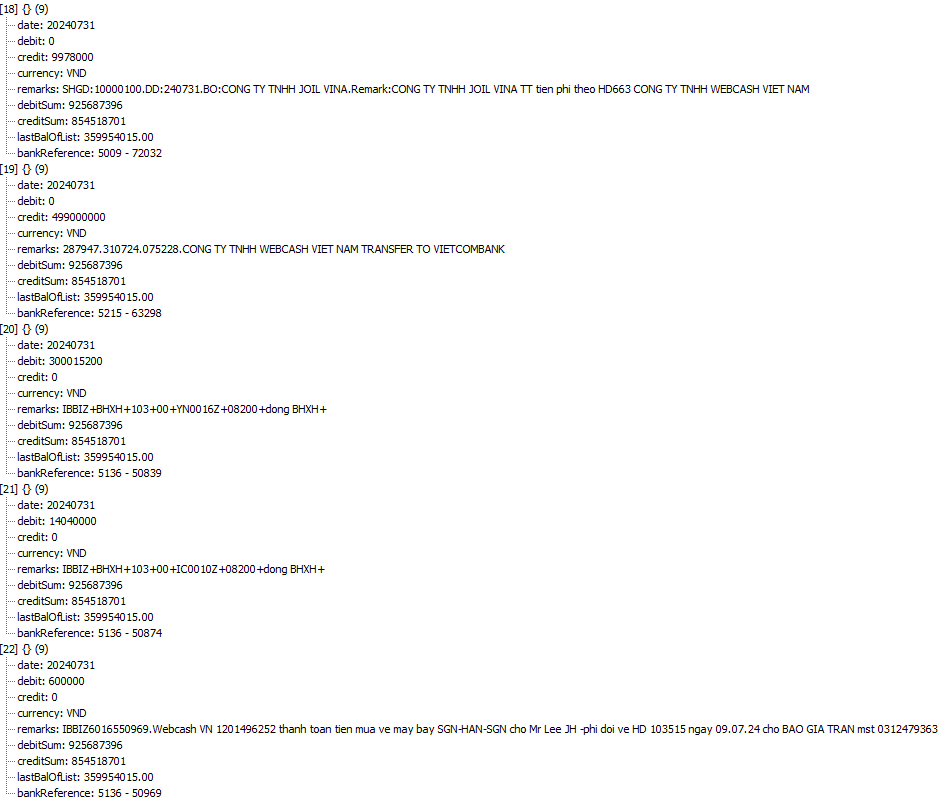 [18] {} (9)
date: 20240731
debit: 0
credit: 9978000
currency: VND
remarks: SHGD:10000100.DD:240731.BO:CONG TY TNHH JOIL VINA.Remark:CONG TY TNHH JOIL VINA TT tien phi theo HD663 CONG TY TNHH WEBCASH VIET NAM
debitSum: 925687396
creditSum: 854518701
lastBalOfList: 359954015.00
bankReference: 5009 - 72032
[19] {} (9)
date: 20240731
debit: 0
credit: 499000000
currency: VND
remarks: 287947.310724.075228.CONG TY TNHH WEBCASH VIET NAM TRANSFER TO VIETCOMBANK
debitSum: 925687396
creditSum: 854518701
lastBalOfList: 359954015.00
bankReference: 5215 - 63298
[20] {} (9)
date: 20240731
debit: 300015200
credit: 0
currency: VND
remarks: IBBIZ+BHXH+103+00+YN0016Z+08200+dong BHXH+
debitSum: 925687396
creditSum: 854518701
lastBalOfList: 359954015.00
bankReference: 5136 - 50839
[21] {} (9)
date: 20240731
debit: 14040000
credit: 0
currency: VND
remarks: IBBIZ+BHXH+103+00+IC0010Z+08200+dong BHXH+
debitSum: 925687396
creditSum: 854518701
lastBalOfList: 359954015.00
bankReference: 5136 - 50874
[22] {} (9)
date: 20240731
debit: 600000
credit: 0
currency: VND
remarks: IBBIZ6016550969.Webcash VN 1201496252 thanh toan tien mua ve may bay SGN-HAN-SGN cho Mr Lee JH -phi doi ve HD 103515 ngay 09.07.24 cho BAO GIA TRAN mst 0312479363
debitSum: 925687396
creditSum: 854518701
lastBalOfList: 359954015.00
bankReference: 5136 - 50969